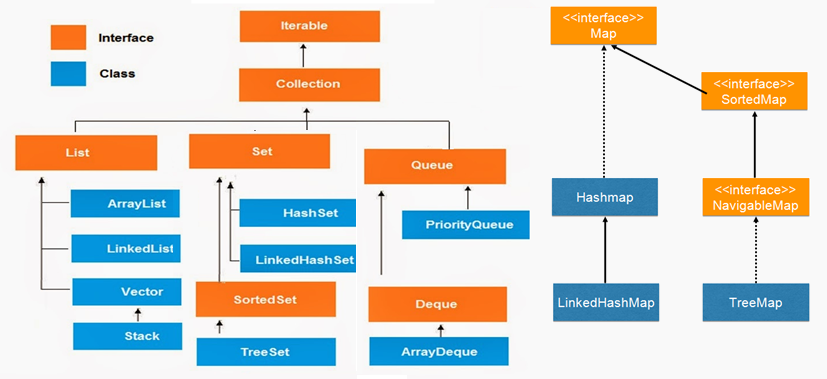 Interface
Class
Iterable
Collection
List
Set
Queue
ArrayList
LinkedList
Vector
Stack
HashSet
LinkedHashSet
SortedSet
TreeSet
PriorityQueue
Deque
ArrayDeque
<<interface>>
Map
<<interface>>
SortedMap
Hashmap
<<interface>>
NavigableMap
LinkedHashMap
TreeMap